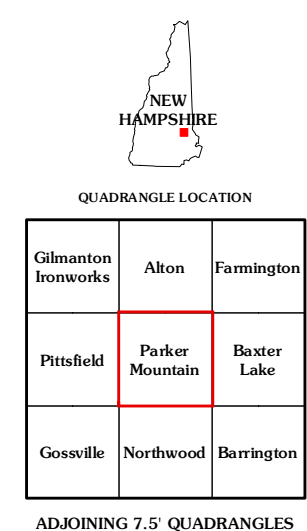 NEW
HAMPSHIRE
QUADRANGLE LOCATION
Gilmanton
Ironworks
Alton
Farmington
Pittsfield
Parker
Mountain
Baxter
Lake
Gossville
Northwood
Barrington
ADJOINING 7.5' QUADRANGLES